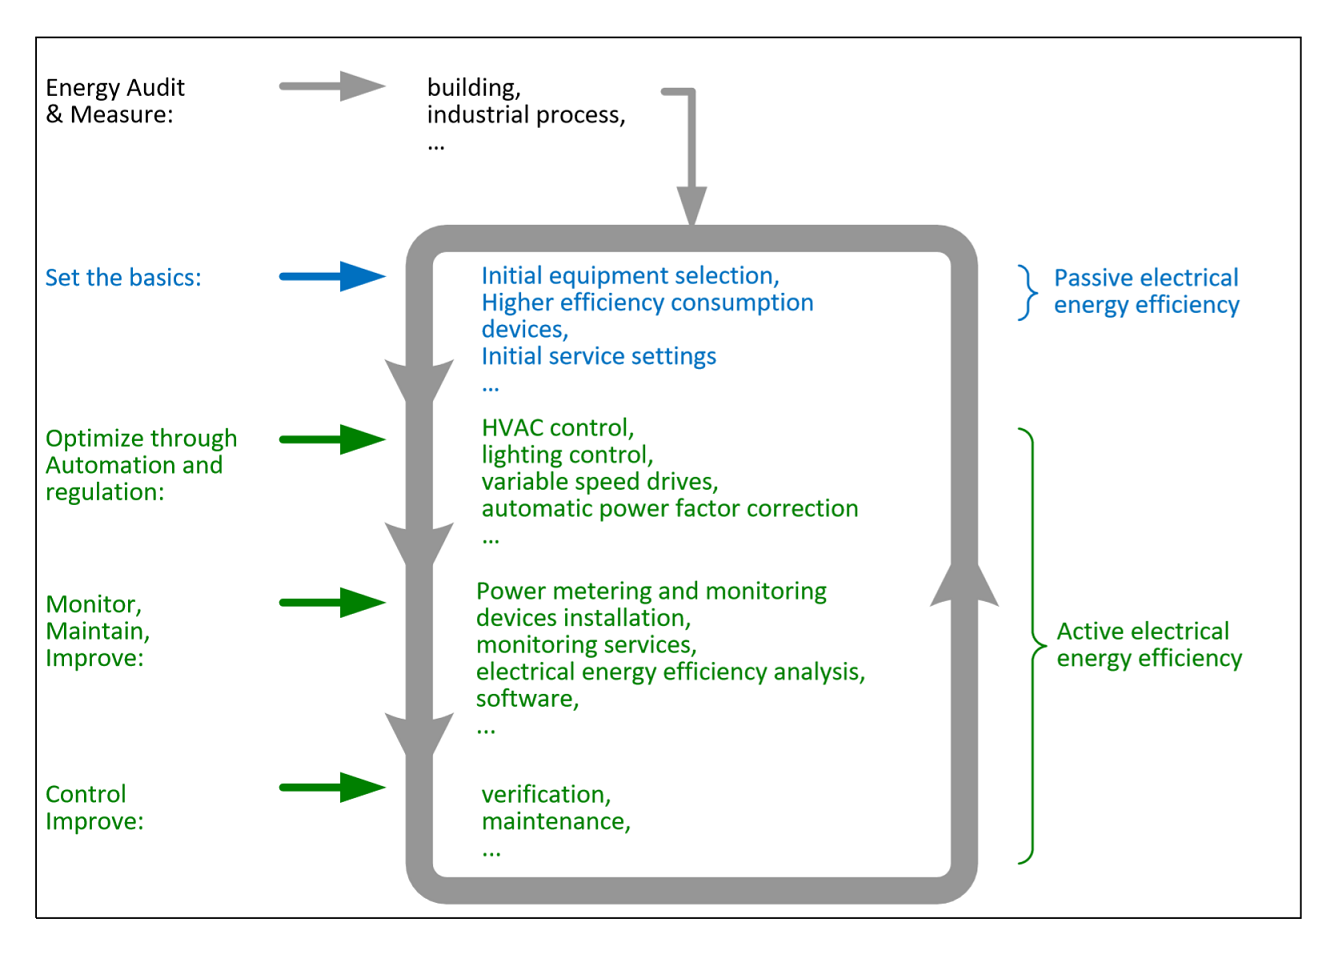 Energy Audit
& Measure:
building,
industrial process,
...
Set the basics:
Initial equipment selection,
Higher efficiency consumption
devices,
Initial service settings
...
Passive electrical
energy efficiency
Optimize through
Automation and
regulation:
HVAC control,
lighting control,
variable speed drives,
automatic power factor correction
...
Monitor,
Maintain,
Improve:
Power metering and monitoring
devices installation,
monitoring services,
electrical energy efficiency analysis,
software,
...
Active electrical
energy efficiency
Control
Improve:
verification,
maintenance,
...